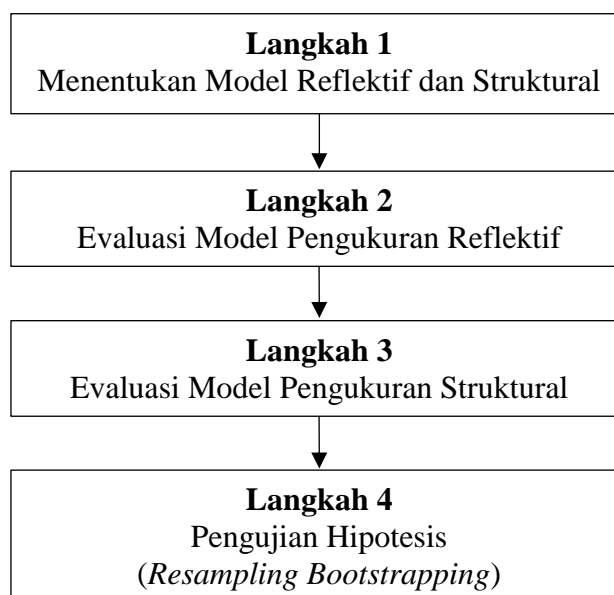 Langkah 1
Menentukan Model Reflektif dan Struktural
Langkah 2
Evaluasi Model Pengukuran Reflektif
Langkah 3
Evaluasi Model Pengukuran Struktural
Langkah 4
Pengujian Hipotesis
(Resampling Bootstrapping)